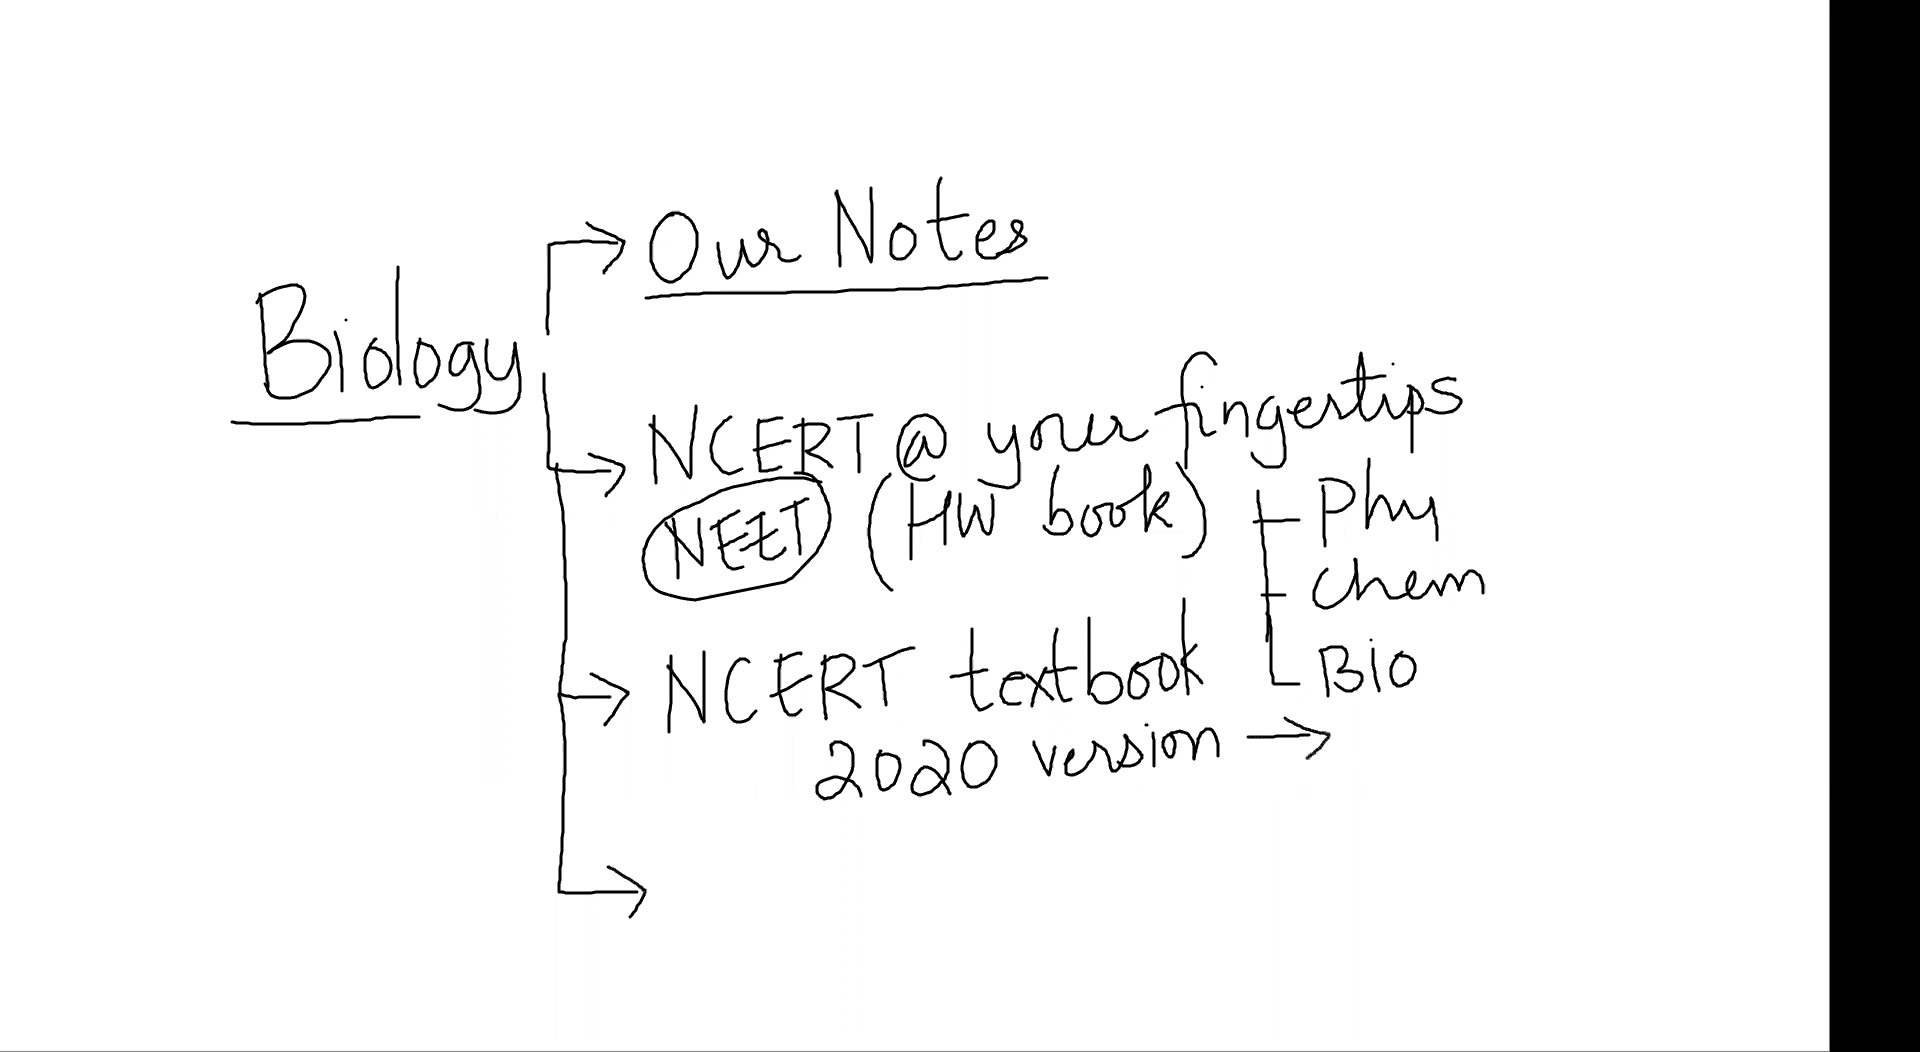 Biology
Our Notes
NCERT @ your fingertips
NEET (HW book)
Phy
Chem
Bio
NCERT textbook
2020 version →